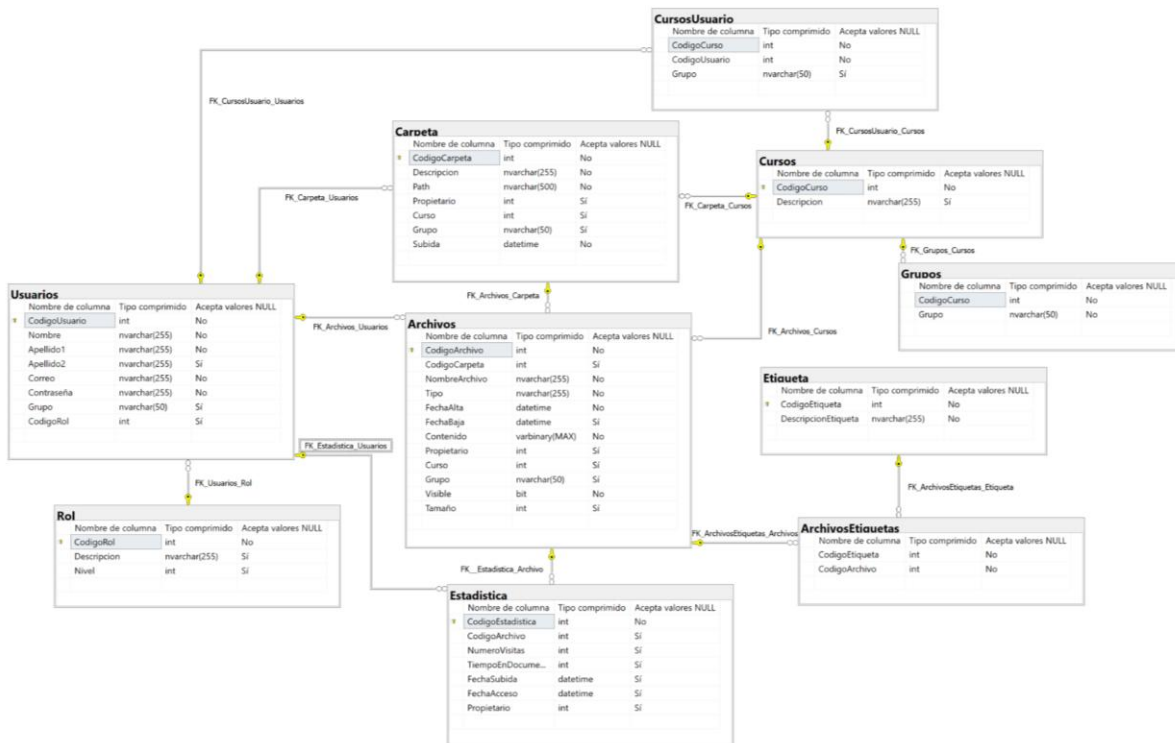 CursosUsuario
Nombre de columna Tipo comprimido Acepta valores NULL
CodigoCurso int No
CodigoUsuario int No
Grupo nvarchar(50) Sí
FK_CursosUsuario_Usuarios
FK_CursosUsuario_Cursos
Carpeta
Nombre de columna Tipo comprimido Acepta valores NULL
CodigoCarpeta int No
Descripcion nvarchar(255) No
Path nvarchar(500) No
Propietario int Sí
Curso int Sí
Grupo nvarchar(50) Sí
Subida datetime No
Cursos
Nombre de columna Tipo comprimido Acepta valores NULL
CodigoCurso int No
Descripcion nvarchar(255) Sí
FK_Carpeta_Usuarios
FK_Carpeta_Cursos
FK_Grupos_Cursos
Grupos
Nombre de columna Tipo comprimido Acepta valores NULL
CodigoCurso int No
Grupo nvarchar(50) No
Usuarios
Nombre de columna Tipo comprimido Acepta valores NULL
CodigoUsuario int No
Nombre nvarchar(255) No
Apellido1 nvarchar(255) No
Apellido2 nvarchar(255) Sí
Correo nvarchar(255) No
Contraseña nvarchar(255) No
Grupo nvarchar(50) Sí
CodigoRol int Sí
FK_Archivos_Carpeta
FK_Archivos_Usuarios
FK_Archivos_Cursos
Archivos
Nombre de columna Tipo comprimido Acepta valores NULL
CodigoArchivo int No
CodigoCarpeta int Sí
NombreArchivo nvarchar(255) No
Tipo nvarchar(255) No
FechaAlta datetime No
FechaBaja datetime Sí
Contenido varbinary(MAX) No
Propietario int Sí
Curso int Sí
Grupo nvarchar(50) Sí
Visible bit No
Tamaño int Sí
Etiqueta
Nombre de columna Tipo comprimido Acepta valores NULL
CodigoEtiqueta int No
DescripcionEtiqueta nvarchar(255) No
FK_Estadistica_Usuarios
FK_Usuarios_Rol
FK_ArchivosEtiquetas_Etiqueta
Rol
Nombre de columna Tipo comprimido Acepta valores NULL
CodigoRol int No
Descripcion nvarchar(255) Sí
Nivel int Sí
FK_ArchivosEtiquetas_Archivos
ArchivosEtiquetas
Nombre de columna Tipo comprimido Acepta valores NULL
CodigoEtiqueta int No
CodigoArchivo int No
FK__Estadistica_Archivo
Estadistica
Nombre de columna Tipo comprimido Acepta valores NULL
CodigoEstadistica int No
CodigoArchivo int Sí
NumeroVisitas int Sí
TiempoEnDocume... int Sí
FechaSubida datetime Sí
FechaAcceso datetime Sí
Propietario int Sí